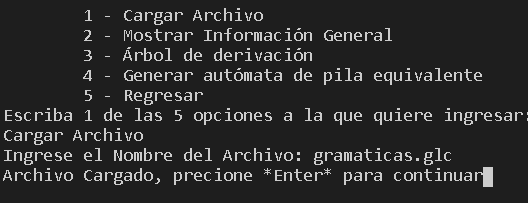 1 - Cargar Archivo
2 - Mostrar Información General
3 - Árbol de derivación
4 - Generar autómata de pila equivalente
5 - Regresar
Escriba 1 de las 5 opciones a la que quiere ingresar:
Cargar Archivo
Ingrese el Nombre del Archivo: gramaticas.glc
Archivo Cargado, precione *Enter* para continuar